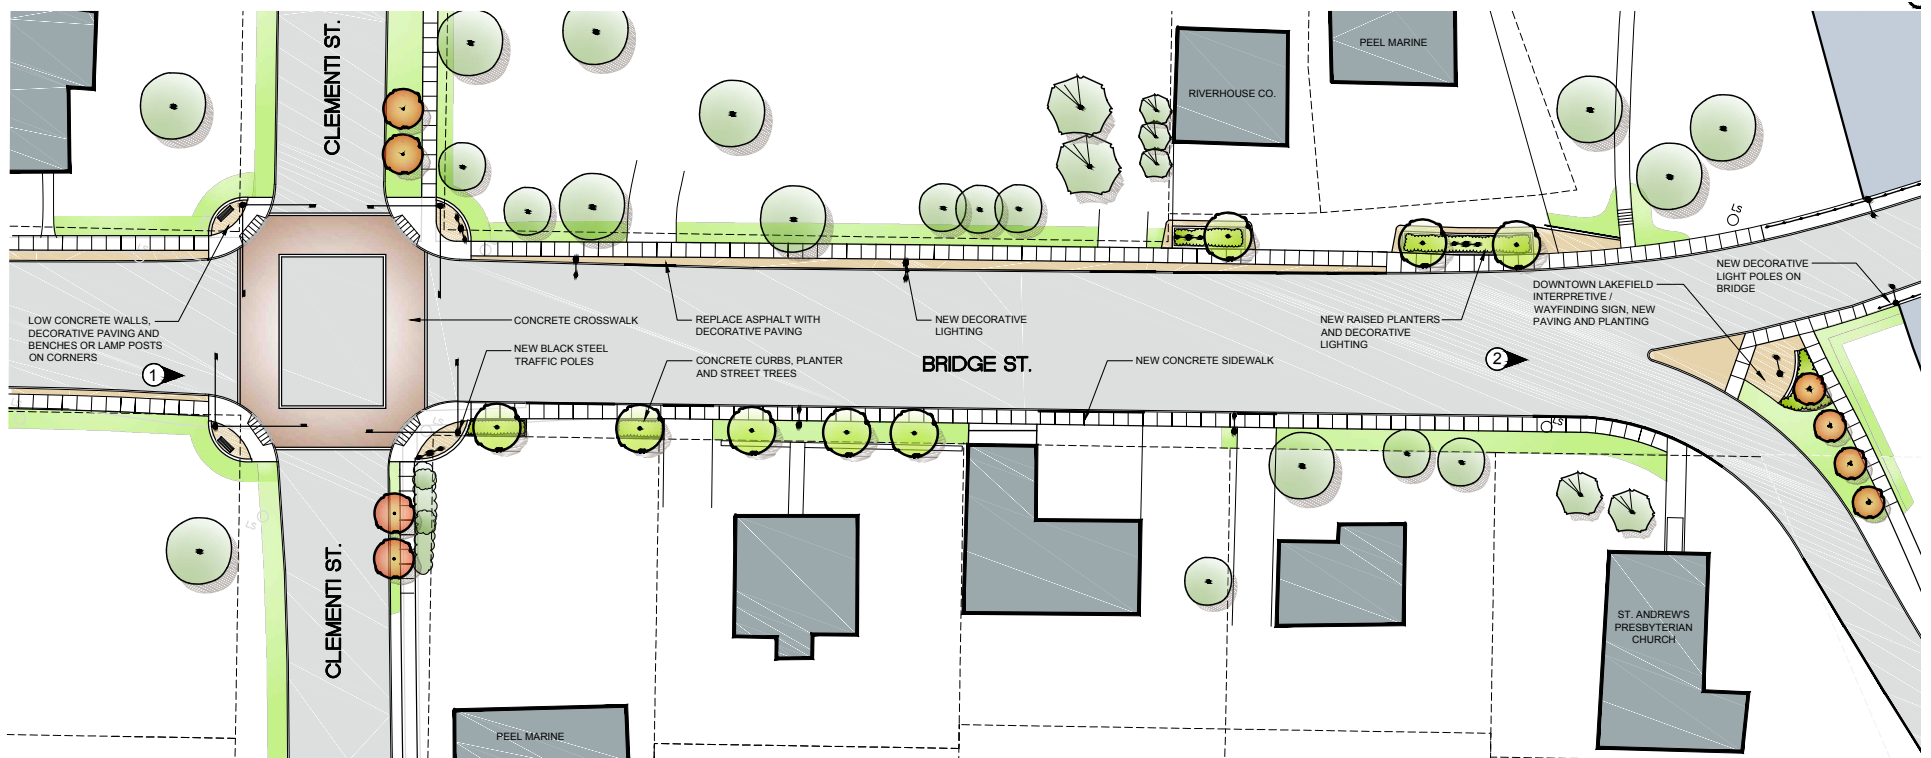 CLEMENTI ST.
PEEL MARINE
RIVERHOUSE CO.
LS
NEW DECORATIVE
LIGHT POLES ON
BRIDGE
DOWNTOWN LAKEFIELD
INTERPRETIVE /
WAYFINDING SIGN, NEW
PAVING AND PLANTING
LOW CONCRETE WALLS,
DECORATIVE PAVING AND
BENCHES OR LAMP POSTS
ON CORNERS
CONCRETE CROSSWALK
REPLACE ASPHALT WITH
DECORATIVE PAVING
NEW DECORATIVE
LIGHTING
NEW RAISED PLANTERS
AND DECORATIVE
LIGHTING
NEW BLACK STEEL
TRAFFIC POLES
CONCRETE CURBS, PLANTER
AND STREET TREES
BRIDGE ST.
NEW CONCRETE SIDEWALK
1
2
LS
LS
LS
CLEMENTI ST.
ST. ANDREW'S
PRESBYTERIAN
CHURCH
PEEL MARINE